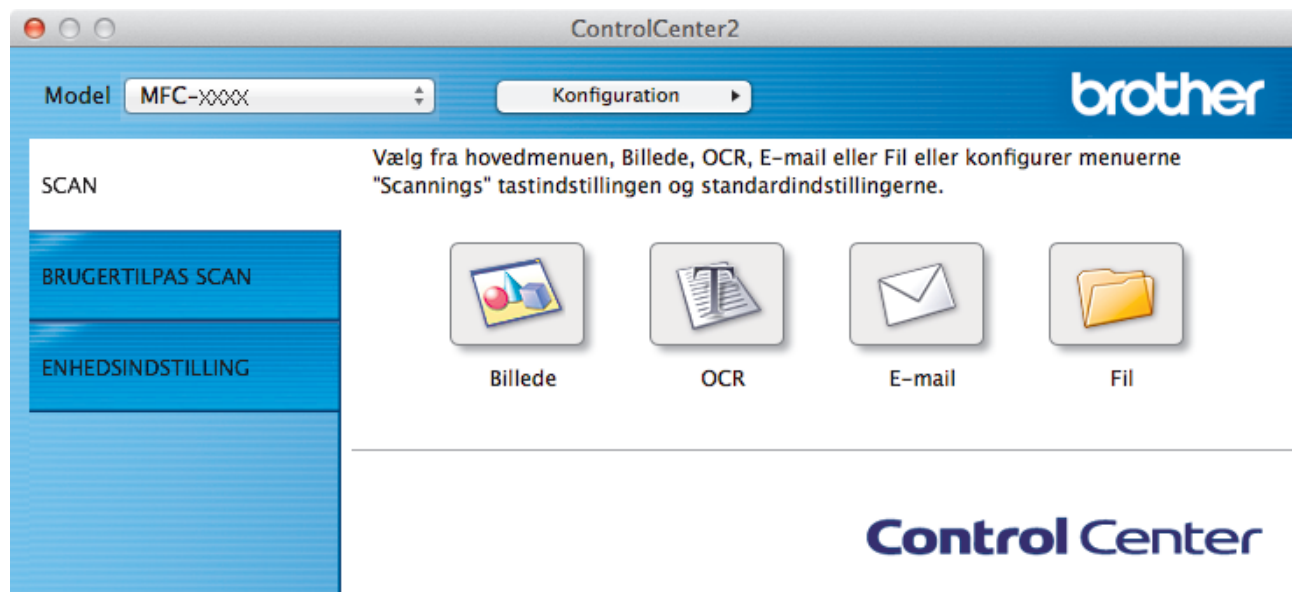 ControlCenter2
Model MFC-XXXX Konfiguration
brother
Vælg fra hovedmenuen, Billede, OCR, E-mail eller Fil eller konfigurer menuerne
"Scannings" tastindstillingen og standardindstillingerne.
SCAN
BRUGERTILPAS SCAN
ENHEDSINDSTILLING
Billede OCR E-mail Fil
Control Center